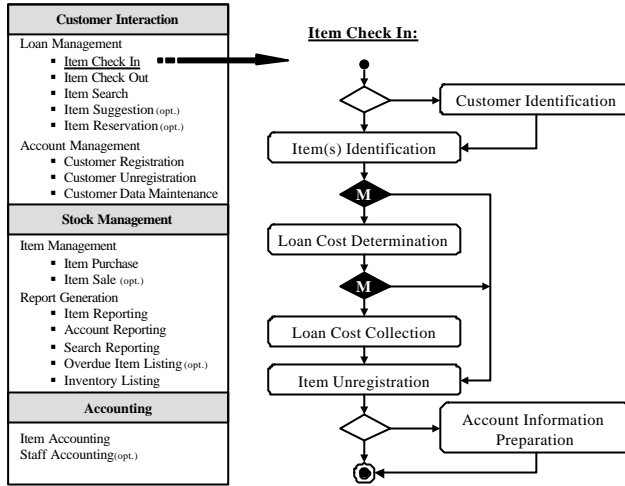 Customer Interaction
Loan Management
▪ Item Check In
▪ Item Check Out
▪ Item Search
▪ Item Suggestion (opt.)
▪ Item Reservation (opt.)
Account Management
▪ Customer Registration
▪ Customer Unregistration
▪ Customer Data Maintenance
Stock Management
Item Management
▪ Item Purchase
▪ Item Sale (opt.)
Report Generation
▪ Item Reporting
▪ Account Reporting
▪ Search Reporting
▪ Overdue Item Listing (opt.)
▪ Inventory Listing
Accounting
Item Accounting
Staff Accounting(opt.)
Item Check In:
Customer Identification
Item(s) Identification
M
Loan Cost Determination
M
Loan Cost Collection
Item Unregistration
Account Information
Preparation